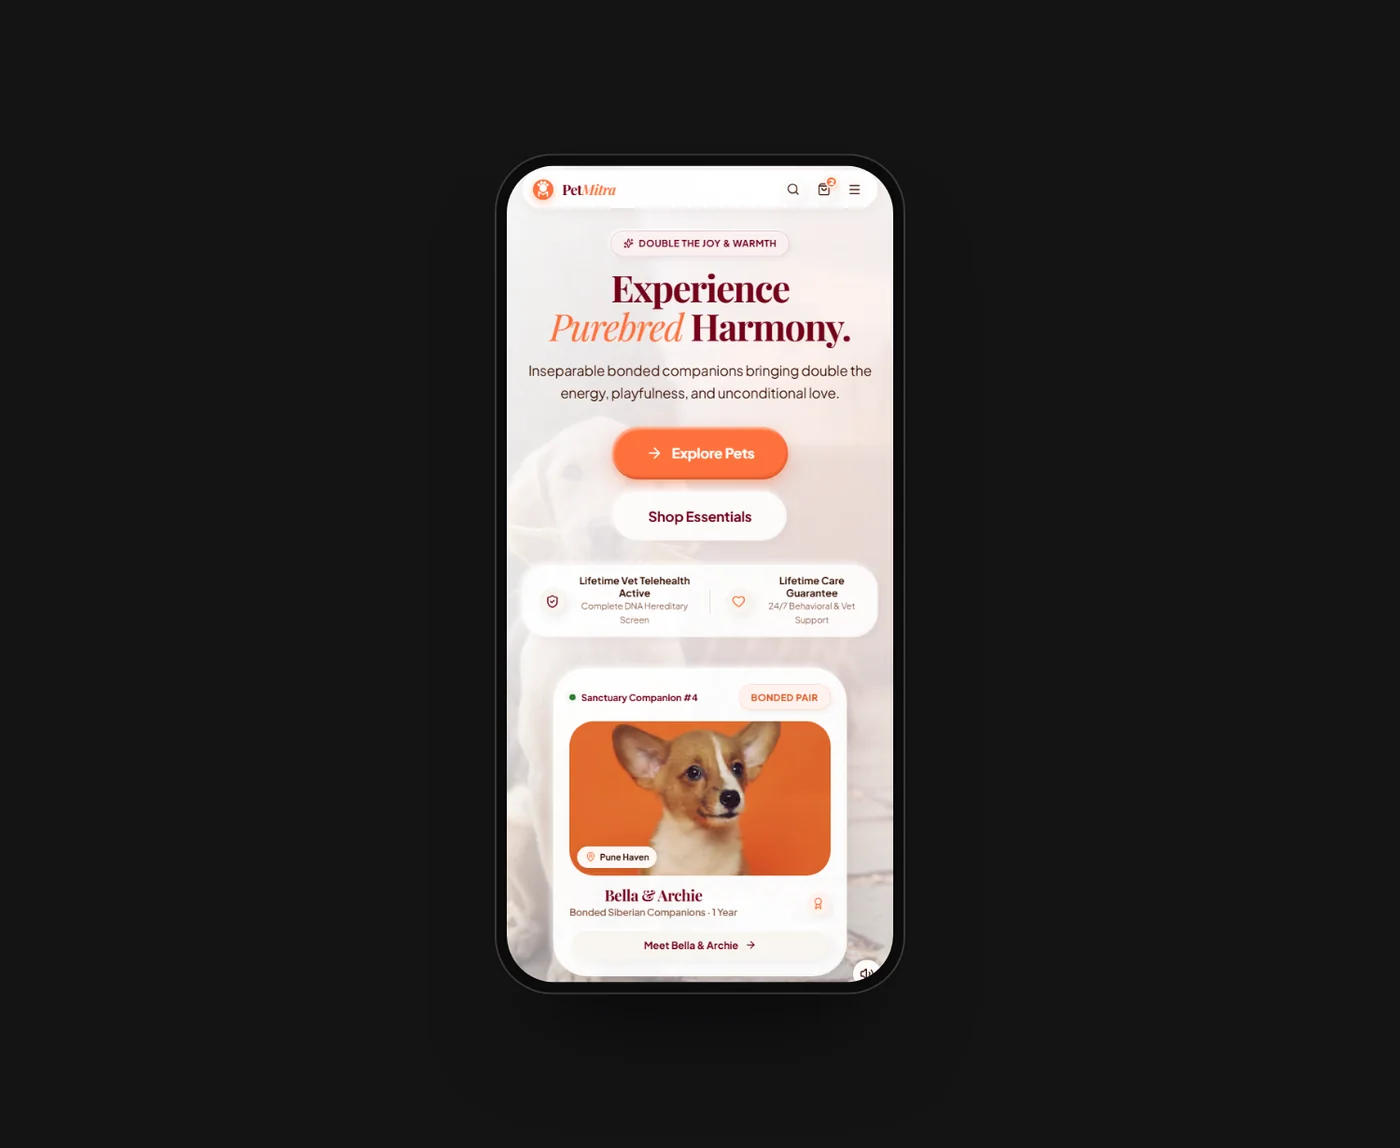 PetMitra
2
DOUBLE THE JOY & WARMTH
Experience
Purebred Harmony.
Inseparable bonded companions bringing double the
energy, playfulness, and unconditional love.
Explore Pets
Shop Essentials
Lifetime Vet Telehealth
Active
Complete DNA Hereditary
Screen
Lifetime Care
Guarantee
24/7 Behavioral & Vet
Support
Sanctuary Companion #4
BONDED PAIR
Pune Haven
Bella & Archie
Bonded Siberian Companions · 1 Year
Meet Bella & Archie